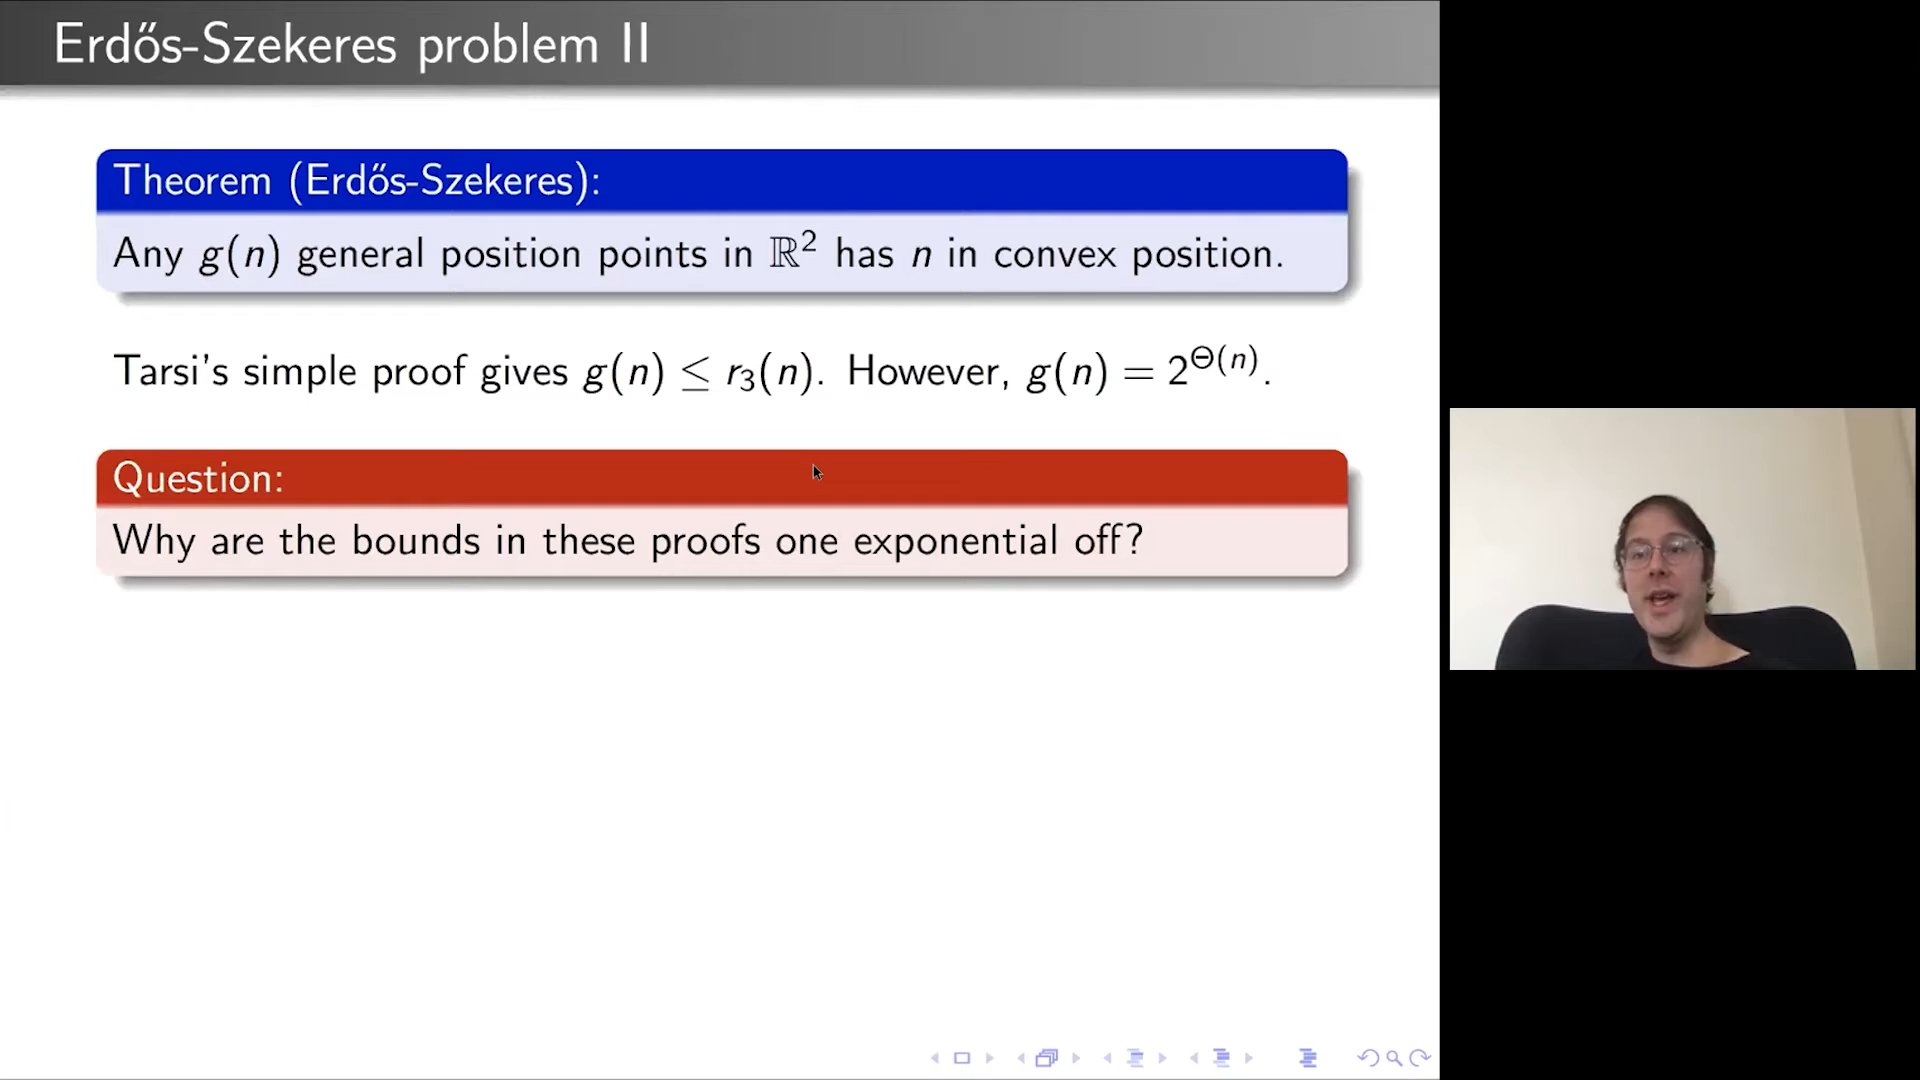 Erdős-Szekeres problem II
Theorem (Erdős-Szekeres):
Any g(n) general position points in ℝ² has n in convex position.
Tarsi's simple proof gives g(n) ≤ r₃(n). However, g(n) = 2^Θ(n).
Question:
Why are the bounds in these proofs one exponential off?